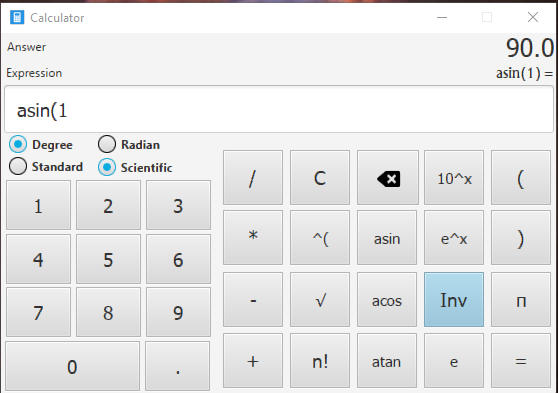 Calculator
Answer 90.0
Expression asin(1) =
asin(1
Degree Radian
Standard Scientific
/ C 10^x (
1 2 3
* ^( asin e^x )
4 5 6
- √ acos Inv п
7 8 9
+ n! atan e =
0 .